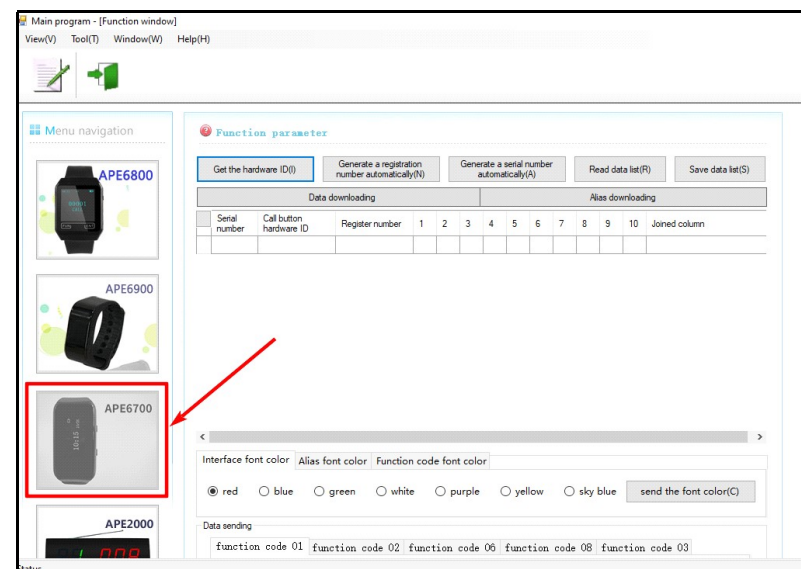 Main program - [Function window]
View(V) Tool(T) Window(W) Help(H)
Menu navigation
APE6800
APE6900
APE6700
10:15
APE2000
Function parameter
Get the hardware ID(I)
Generate a registration
number automatically(N)
Generate a serial number
automatically(A)
Read data list(R)
Save data list(S)
Data downloading
Alias downloading
Serial
number
Call button
hardware ID
Register number
1 2 3 4 5 6 7 8 9 10
Joined column
Interface font color
Alias font color
Function code font color
red blue green white purple yellow sky blue
send the font color(C)
Data sending
function code 01
function code 02
function code 06
function code 08
function code 03
Status